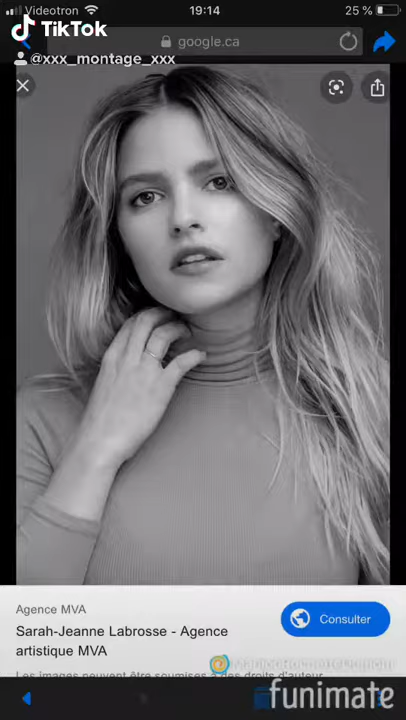 Videotron
19:14
25 %
TikTok
google.ca
@xxx_montage_xxx
Agence MVA
Sarah-Jeanne Labrosse - Agence
artistique MVA
Consulter
Les images peuvent être soumises à des droits d'auteur
funimate